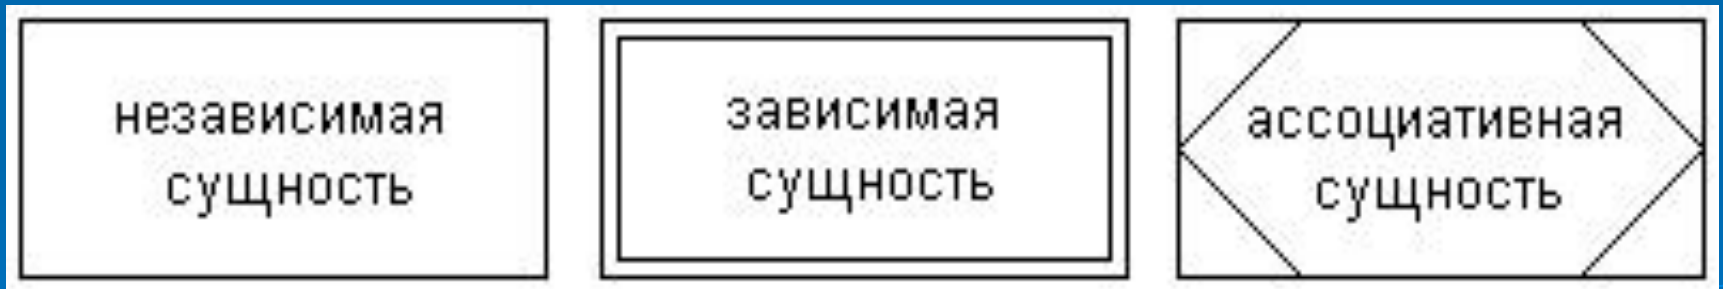 независимая
сущность
зависимая
сущность
ассоциативная
сущность